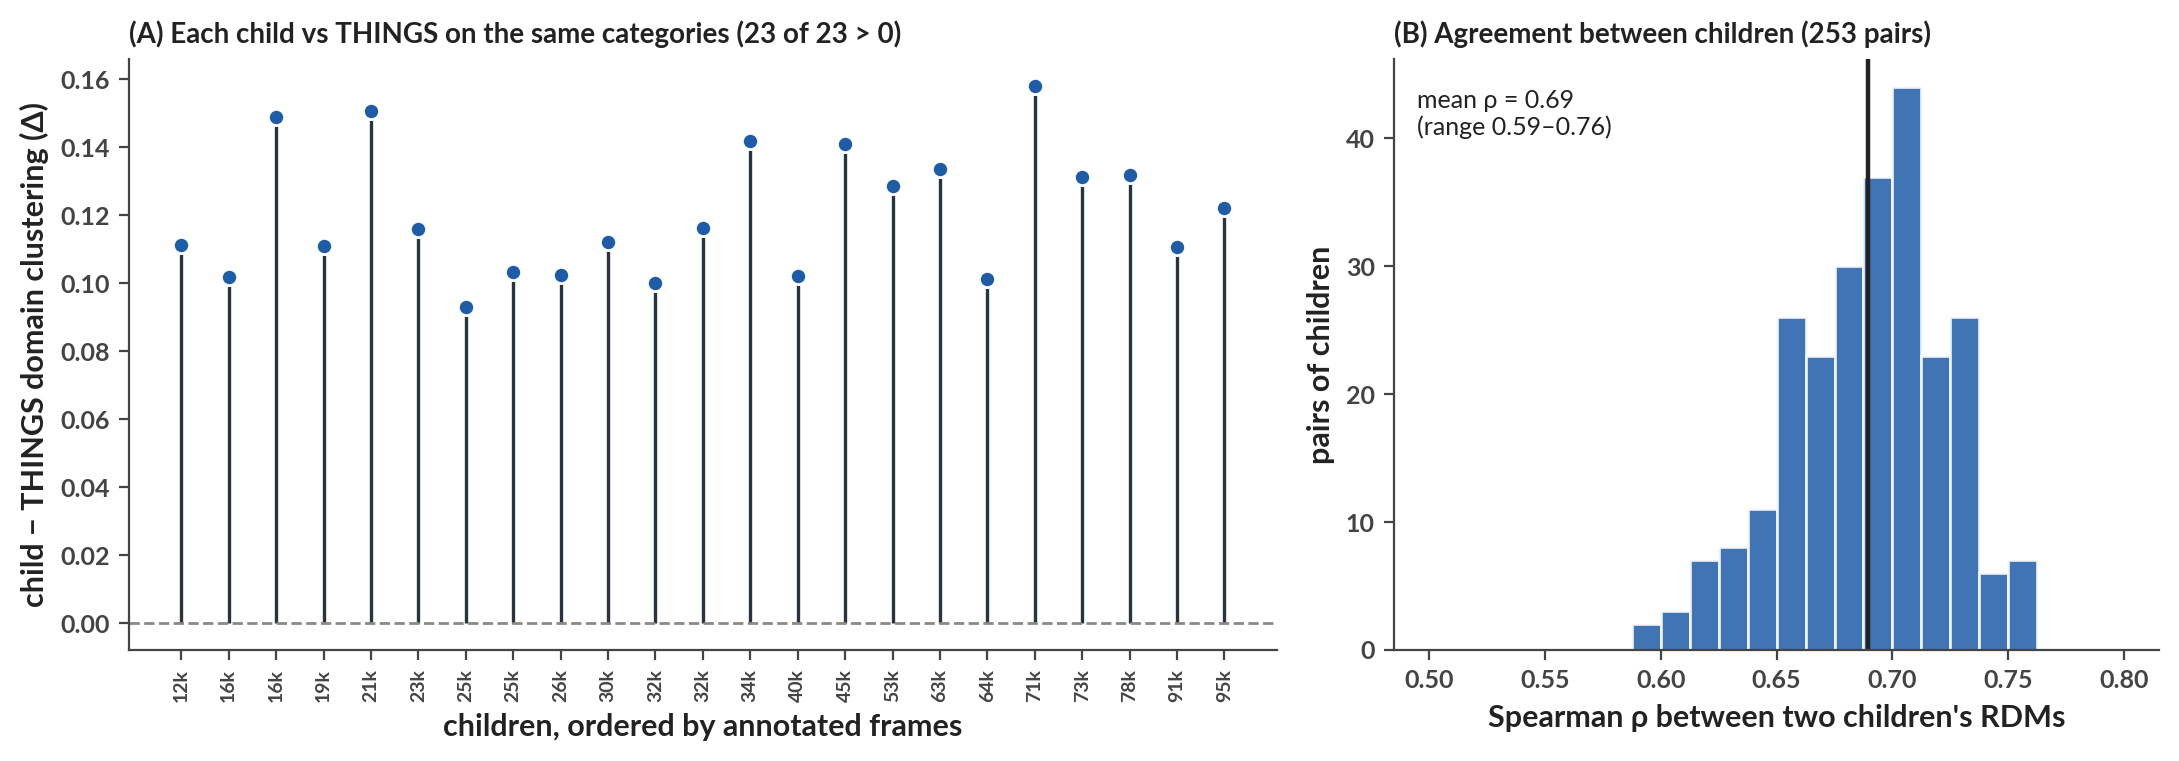 (A) Each child vs THINGS on the same categories (23 of 23 > 0)
child – THINGS domain clustering (Δ)
0.16
0.14
0.12
0.10
0.08
0.06
0.04
0.02
0.00
12k
16k
16k
19k
21k
23k
25k
25k
26k
30k
32k
32k
34k
40k
45k
53k
63k
64k
71k
73k
78k
91k
95k
children, ordered by annotated frames
(B) Agreement between children (253 pairs)
mean ρ = 0.69
(range 0.59–0.76)
pairs of children
40
30
20
10
0
0.50
0.55
0.60
0.65
0.70
0.75
0.80
Spearman ρ between two children's RDMs